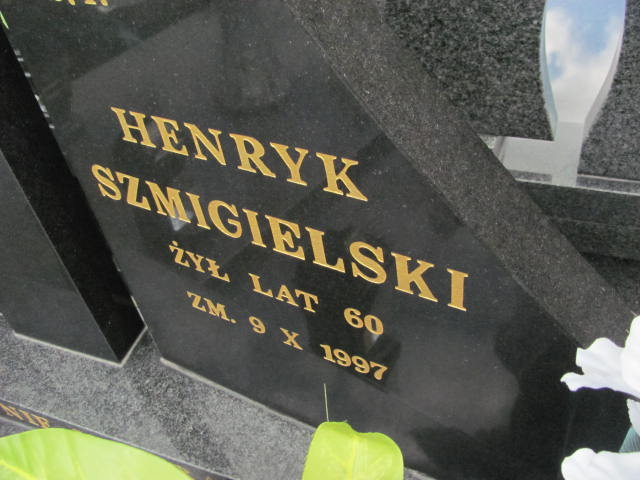 HENRYK
SZMIGIELSKI
ŻYŁ LAT 60
ZM. 9 X 1997